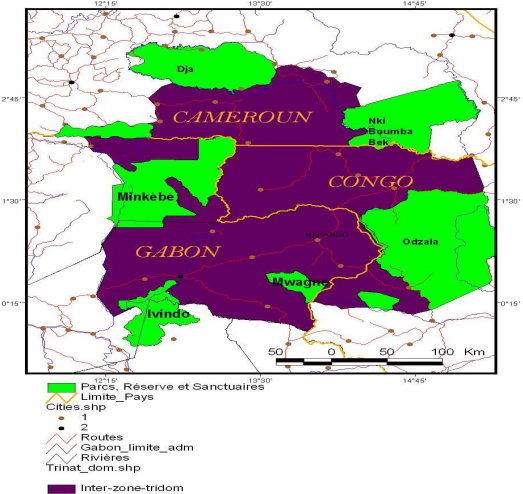 12°15' 13°30 14°45'
Dja
2°45' 2°45'
CAMEROUN
Nki
Boumba
Bek
CONGO
Minkébé
1°30' 1°30'
GABON
Odzala
Mwagne
0°15' 0°15'
Ivindo
50 0 50 100 Km
12°15' 13°30 14°45'
Parcs, Réserve et Sanctuaires
Limite_Pays
Cities.shp
1
2
Routes
Gabon_limite_adm
Rivières
Trinat_dom.shp
Inter-zone-tridom